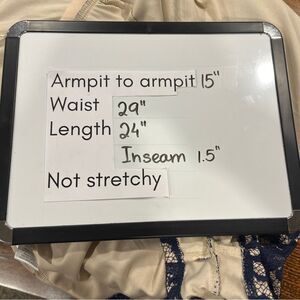 Armpit to armpit 15"
Waist 29"
Length 24"
Inseam 1.5"
Not stretchy